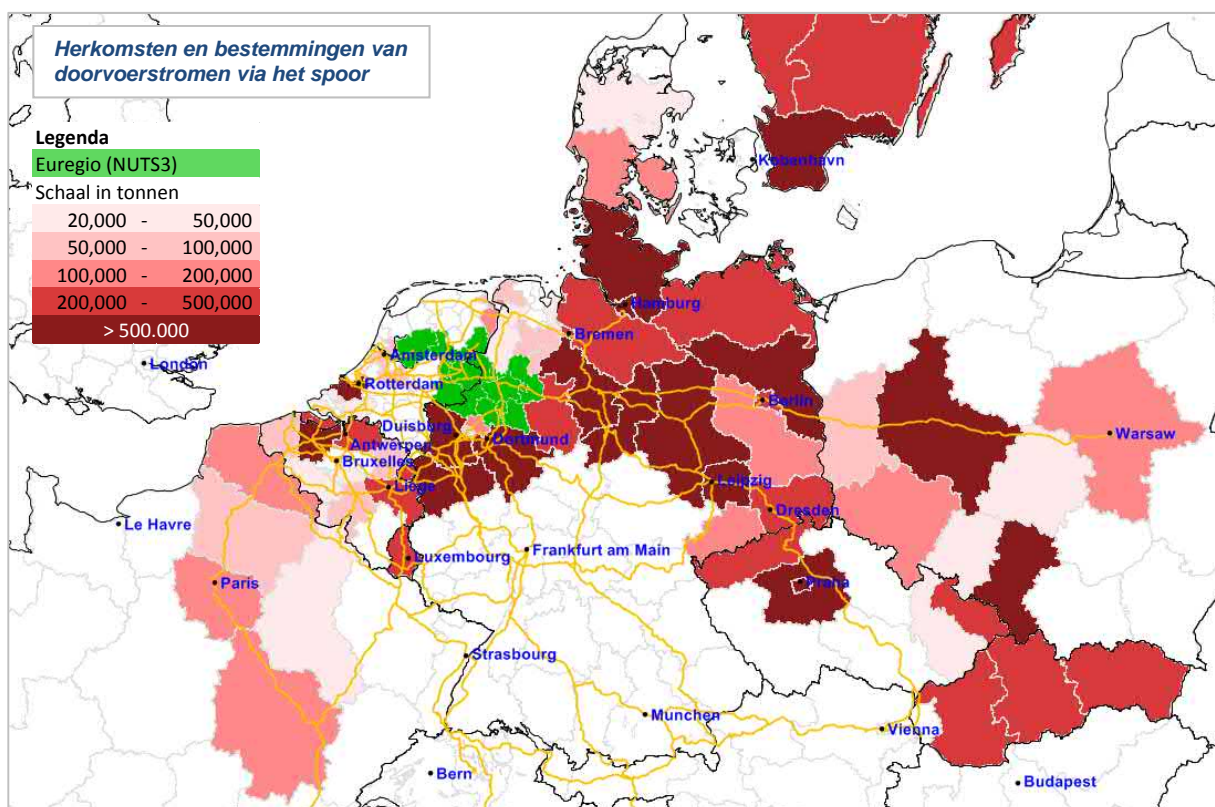 Herkomsten en bestemmingen van
doorvoerstromen via het spoor
Legenda
Euregio (NUTS3)
Schaal in tonnen
20,000 - 50,000
50,000 - 100,000
100,000 - 200,000
200,000 - 500,000
> 500.000
København
Hamburg
Bremen
London
Amsterdam
Rotterdam
Berlin
Warsaw
Duisburg
Dortmund
Antwerpen
Bruxelles
Liège
Leipzig
Dresden
Le Havre
Luxembourg
Frankfurt am Main
Paris
Praha
Strasbourg
Munchen
Vienna
Bern
Budapest